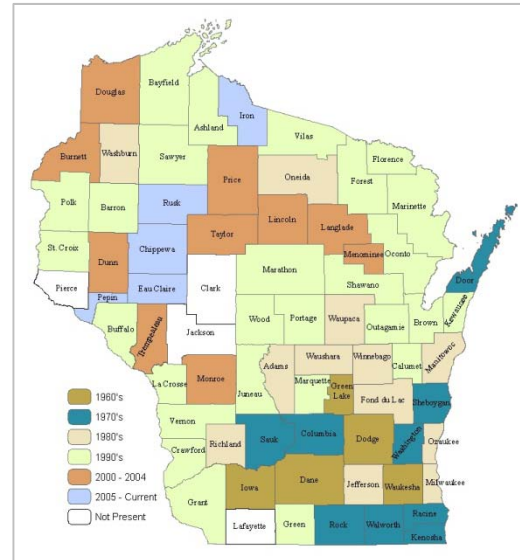 Douglas
Bayfield
Ashland
Iron
Vilas
Burnett
Washburn
Sawyer
Price
Oneida
Forest
Florence
Marinette
Polk
Barron
Rusk
Taylor
Lincoln
Langlade
Menominee
Oconto
St. Croix
Dunn
Chippewa
Marathon
Shawano
Door
Pierce
Pepin
Eau Claire
Clark
Buffalo
Trempealeau
Jackson
Wood
Portage
Waupaca
Outagamie
Brown
Kewaunee
La Crosse
Monroe
Juneau
Adams
Waushara
Winnebago
Calumet
Manitowoc
Marquette
Green
Lake
Fond du Lac
Sheboygan
Vernon
Crawford
Richland
Sauk
Columbia
Dodge
Washington
Ozaukee
Grant
Iowa
Dane
Jefferson
Waukesha
Milwaukee
Lafayette
Green
Rock
Walworth
Racine
Kenosha
1960's
1970's
1980's
1990's
2000 - 2004
2005 - Current
Not Present